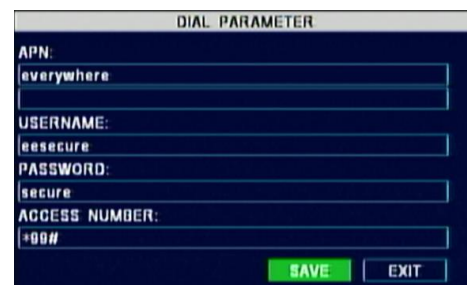 DIAL PARAMETER
APN:
everywhere
USERNAME:
eesecure
PASSWORD:
secure
ACCESS NUMBER:
*99#
SAVE EXIT